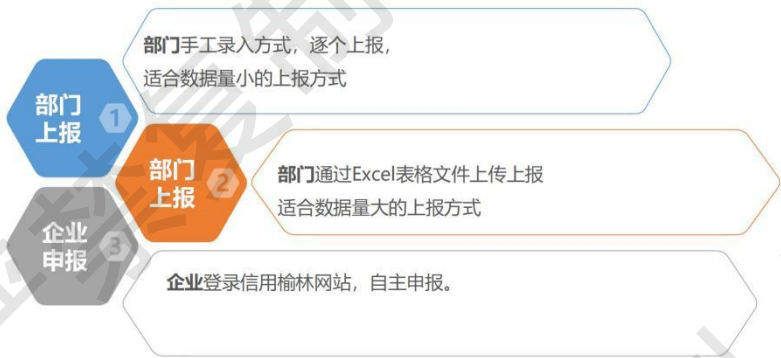 部门手工录入方式，逐个上报，
适合数据量小的上报方式
部门
上报
1
部门
上报
2
部门通过Excel表格文件上传上报
适合数据量大的上报方式
企业
申报
3
企业登录信用榆林网站，自主申报。